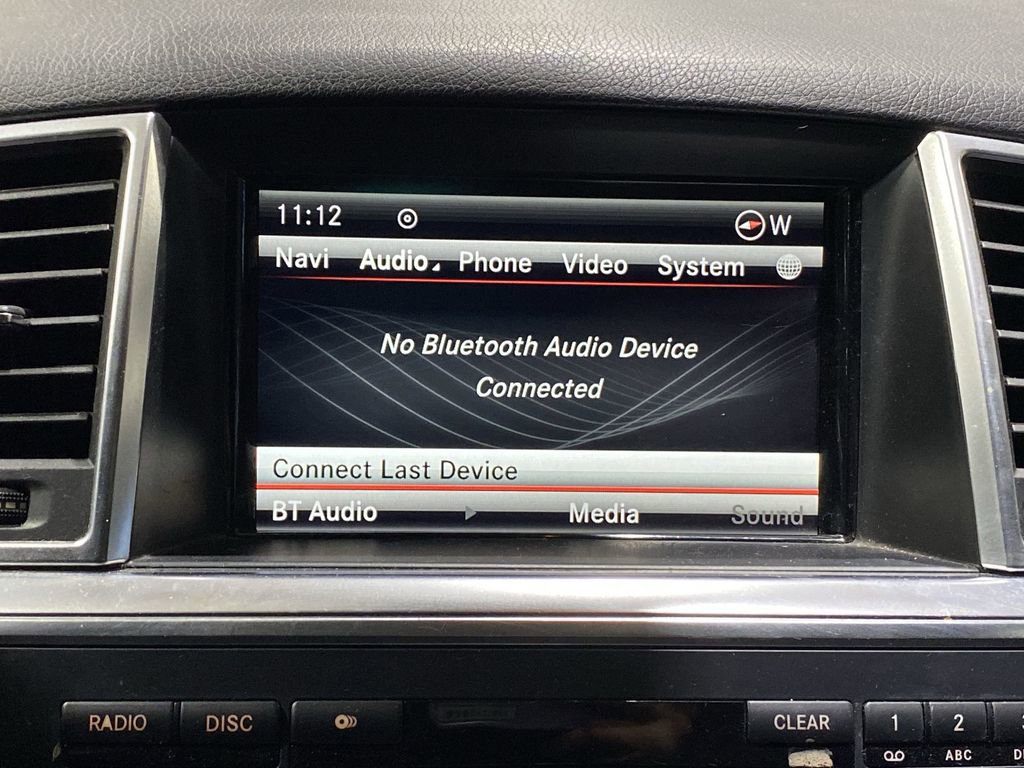 11:12 W
Navi Audio Phone Video System
No Bluetooth Audio Device
Connected
Connect Last Device
BT Audio Media Sound
RADIO DISC CLEAR 1 2
ABC